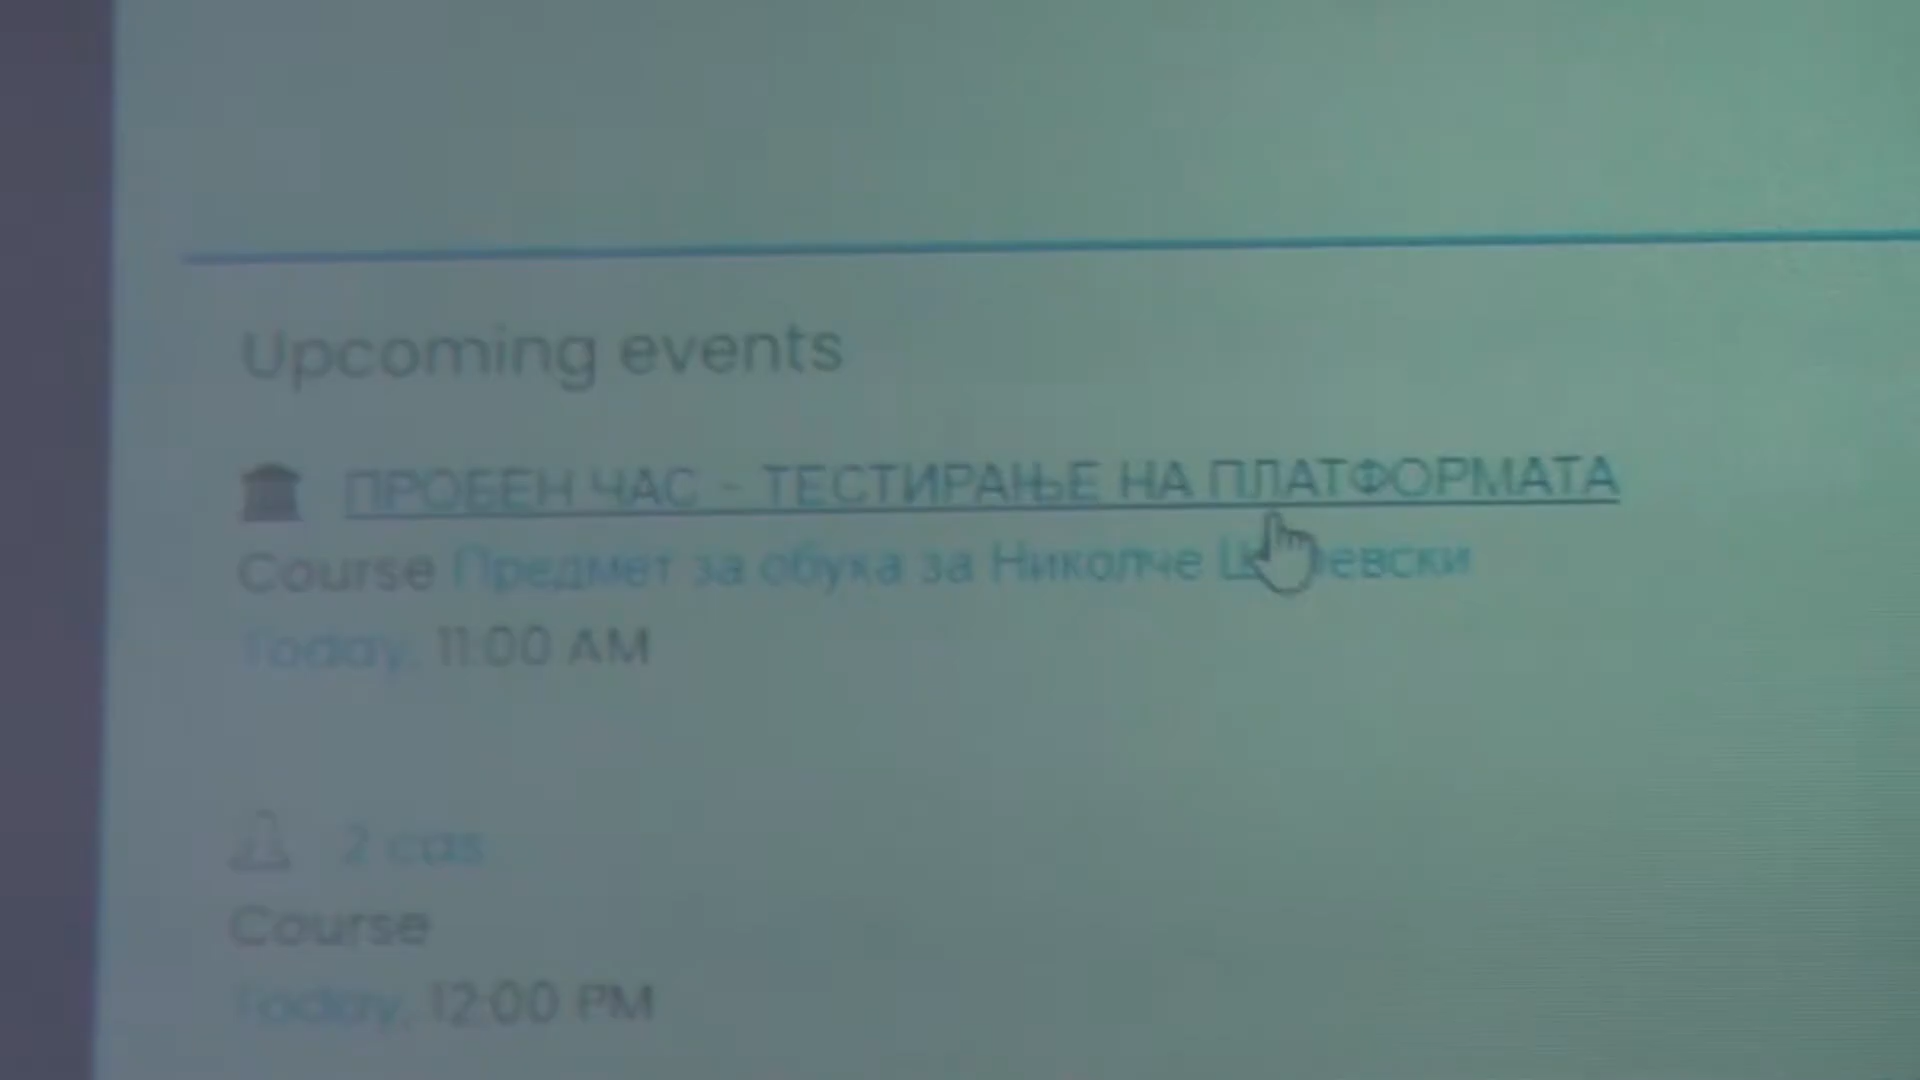 Upcoming events
ПРОБЕН ЧАС - ТЕСТИРАЊЕ НА ПЛАТФОРМАТА
Course Предмет за обука за Николче
Today, 11:00 AM
2 cas
Course
Today, 12:00 PM